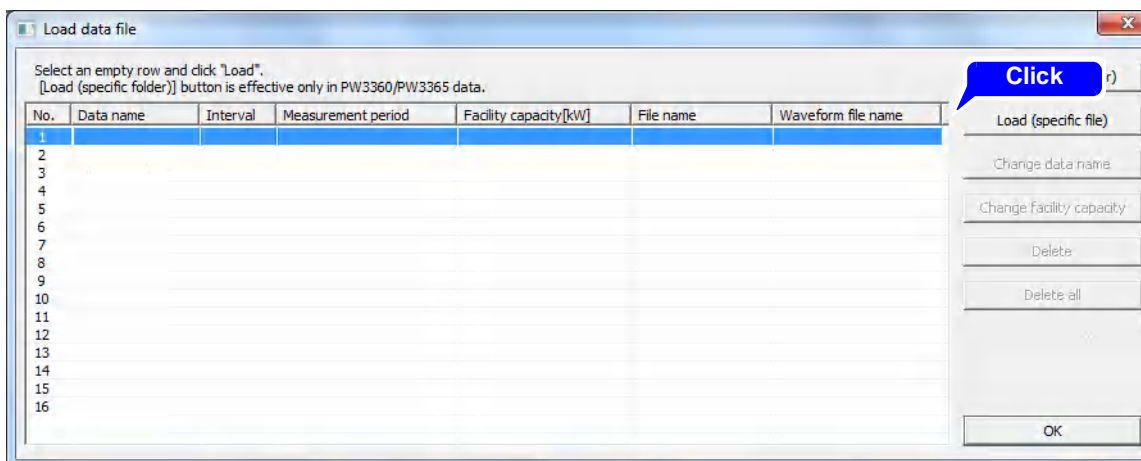 Load data file
Select an empty row and click "Load".
[Load (specific folder)] button is effective only in PW3360/PW3365 data.
Click
r)
No. Data name Interval Measurement period Facility capacity[kW] File name Waveform file name
1
2
3
4
5
6
7
8
9
10
11
12
13
14
15
16
Load (specific file)
Change data name
Change facility capacity
Delete
Delete all
OK